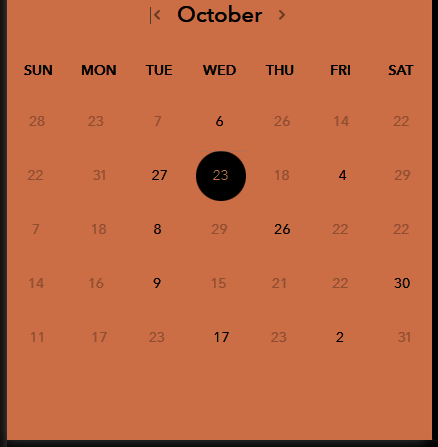 < October >
SUN MON TUE WED THU FRI SAT
28 23 7 6 26 14 22
22 31 27 23 18 4 29
7 18 8 29 26 22 22
14 16 9 15 21 22 30
11 17 23 17 23 2 31